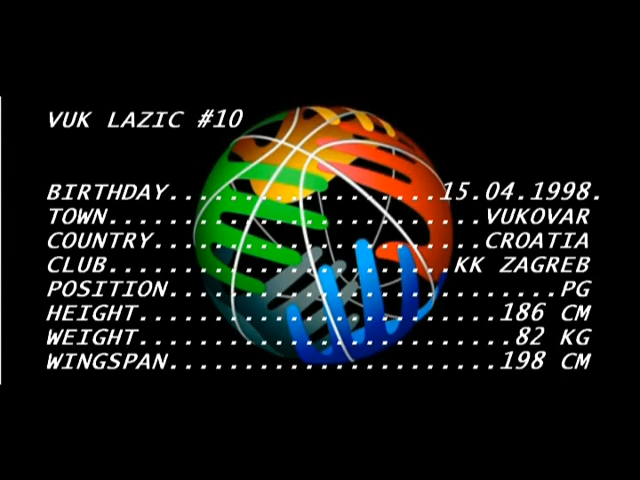 VUK LAZIC #10
BIRTHDAY..................15.04.1998.
TOWN.........................VUKOVAR
COUNTRY......................CROATIA
CLUB......................KK ZAGREB
POSITION...........................PG
HEIGHT........................186 CM
WEIGHT.........................82 KG
WINGSPAN......................198 CM